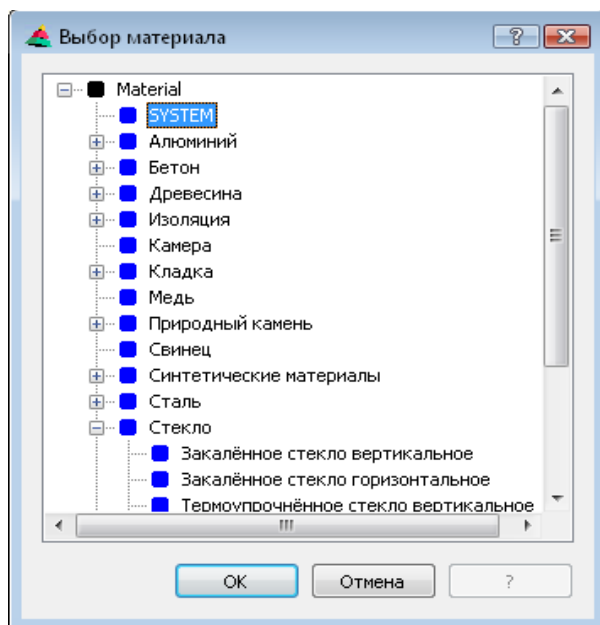 Выбор материала
Material
SYSTEM
Алюминий
Бетон
Древесина
Изоляция
Камера
Кладка
Медь
Природный камень
Свинец
Синтетические материалы
Сталь
Стекло
Закалённое стекло вертикальное
Закалённое стекло горизонтальное
Термоупрочнённое стекло вертикальное
OK
Отмена
?